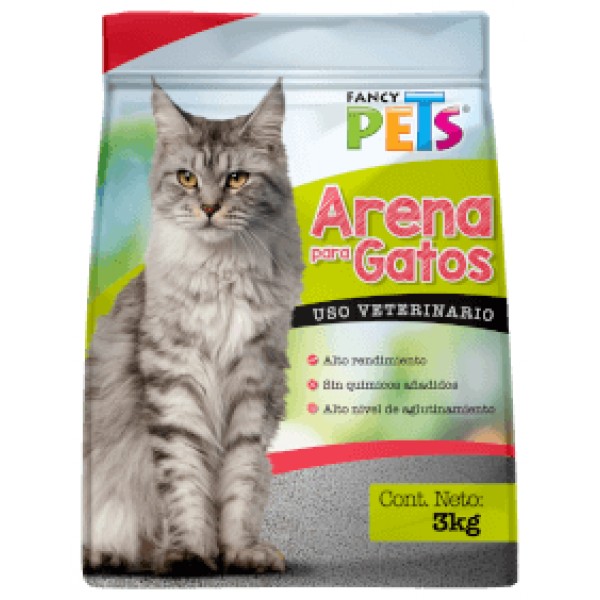 FANCY
PETS®
Arena
para Gatos
USO VETERINARIO
Alto rendimiento
Sin químicos añadidos
Alto nivel de aglutinamiento
Cont. Neto:
3kg